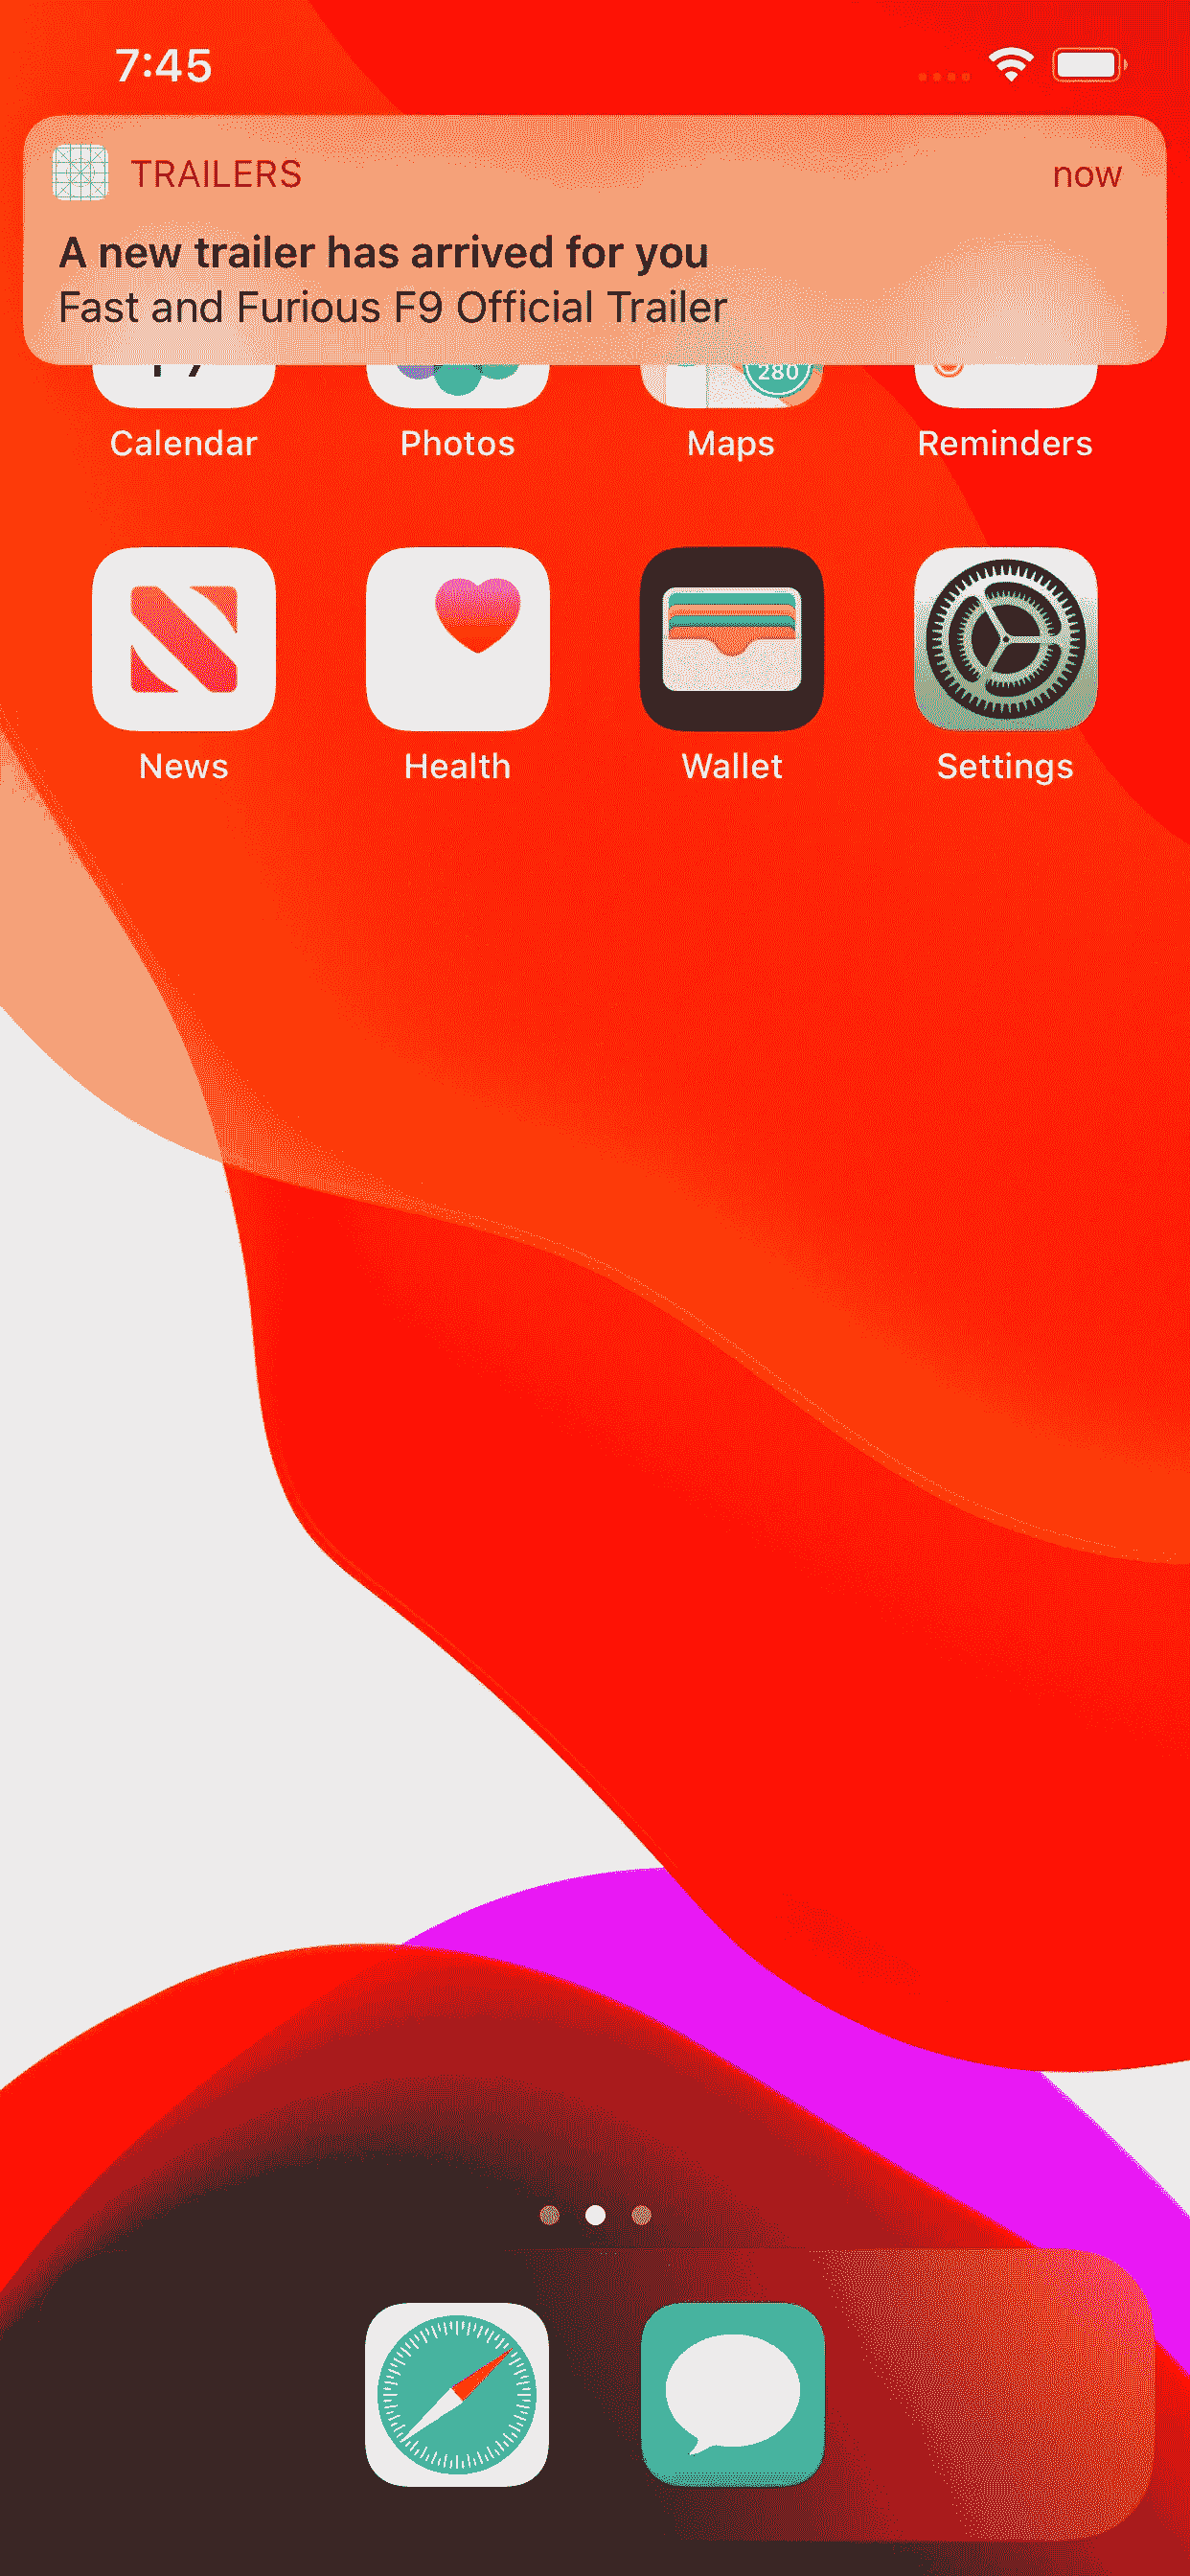 7:45
TRAILERS now
A new trailer has arrived for you
Fast and Furious F9 Official Trailer
280
Calendar Photos Maps Reminders
News Health Wallet Settings